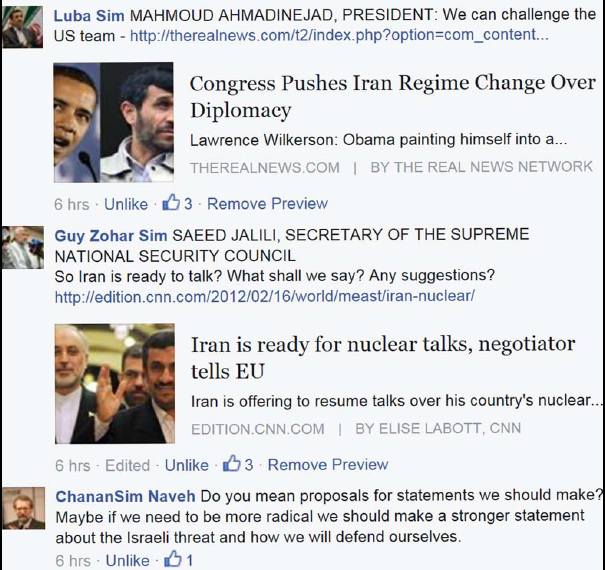 Luba Sim MAHMOUD AHMADINEJAD, PRESIDENT: We can challenge the
US team - http://therealnews.com/t2/index.php?option=com_content...
Congress Pushes Iran Regime Change Over
Diplomacy
Lawrence Wilkerson: Obama painting himself into a...
THEREALNEWS.COM | BY THE REAL NEWS NETWORK
6 hrs · Unlike · 3 · Remove Preview
Guy Zohar Sim SAEED JALILI, SECRETARY OF THE SUPREME
NATIONAL SECURITY COUNCIL
So Iran is ready to talk? What shall we say? Any suggestions?
http://edition.cnn.com/2012/02/16/world/meast/iran-nuclear/
Iran is ready for nuclear talks, negotiator
tells EU
Iran is offering to resume talks over his country's nuclear...
EDITION.CNN.COM | BY ELISE LABOTT, CNN
6 hrs · Edited · Unlike · 3 · Remove Preview
ChananSim Naveh Do you mean proposals for statements we should make?
Maybe if we need to be more radical we should make a stronger statement
about the Israeli threat and how we will defend ourselves.
6 hrs · Unlike · 1